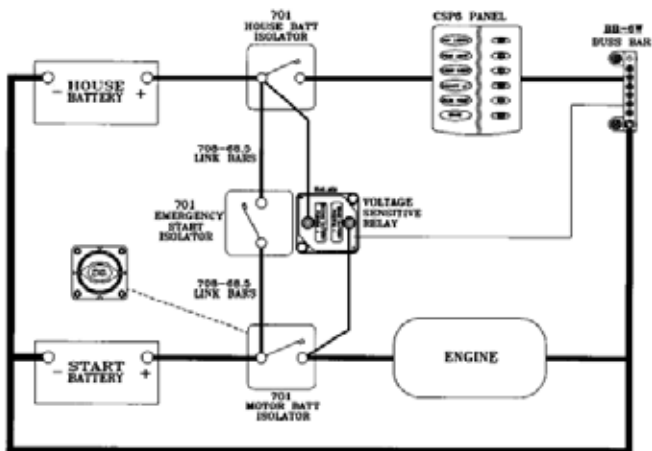 701
HOUSE BATT
ISOLATOR
CSP6 PANEL
BB-6W
BUSS BAR
- HOUSE +
BATTERY
708-68.5
LINK BARS
701
EMERGENCY
START
ISOLATOR
VOLTAGE
SENSITIVE
RELAY
708-68.5
LINK BARS
- START +
BATTERY
701
MOTOR BATT
ISOLATOR
ENGINE